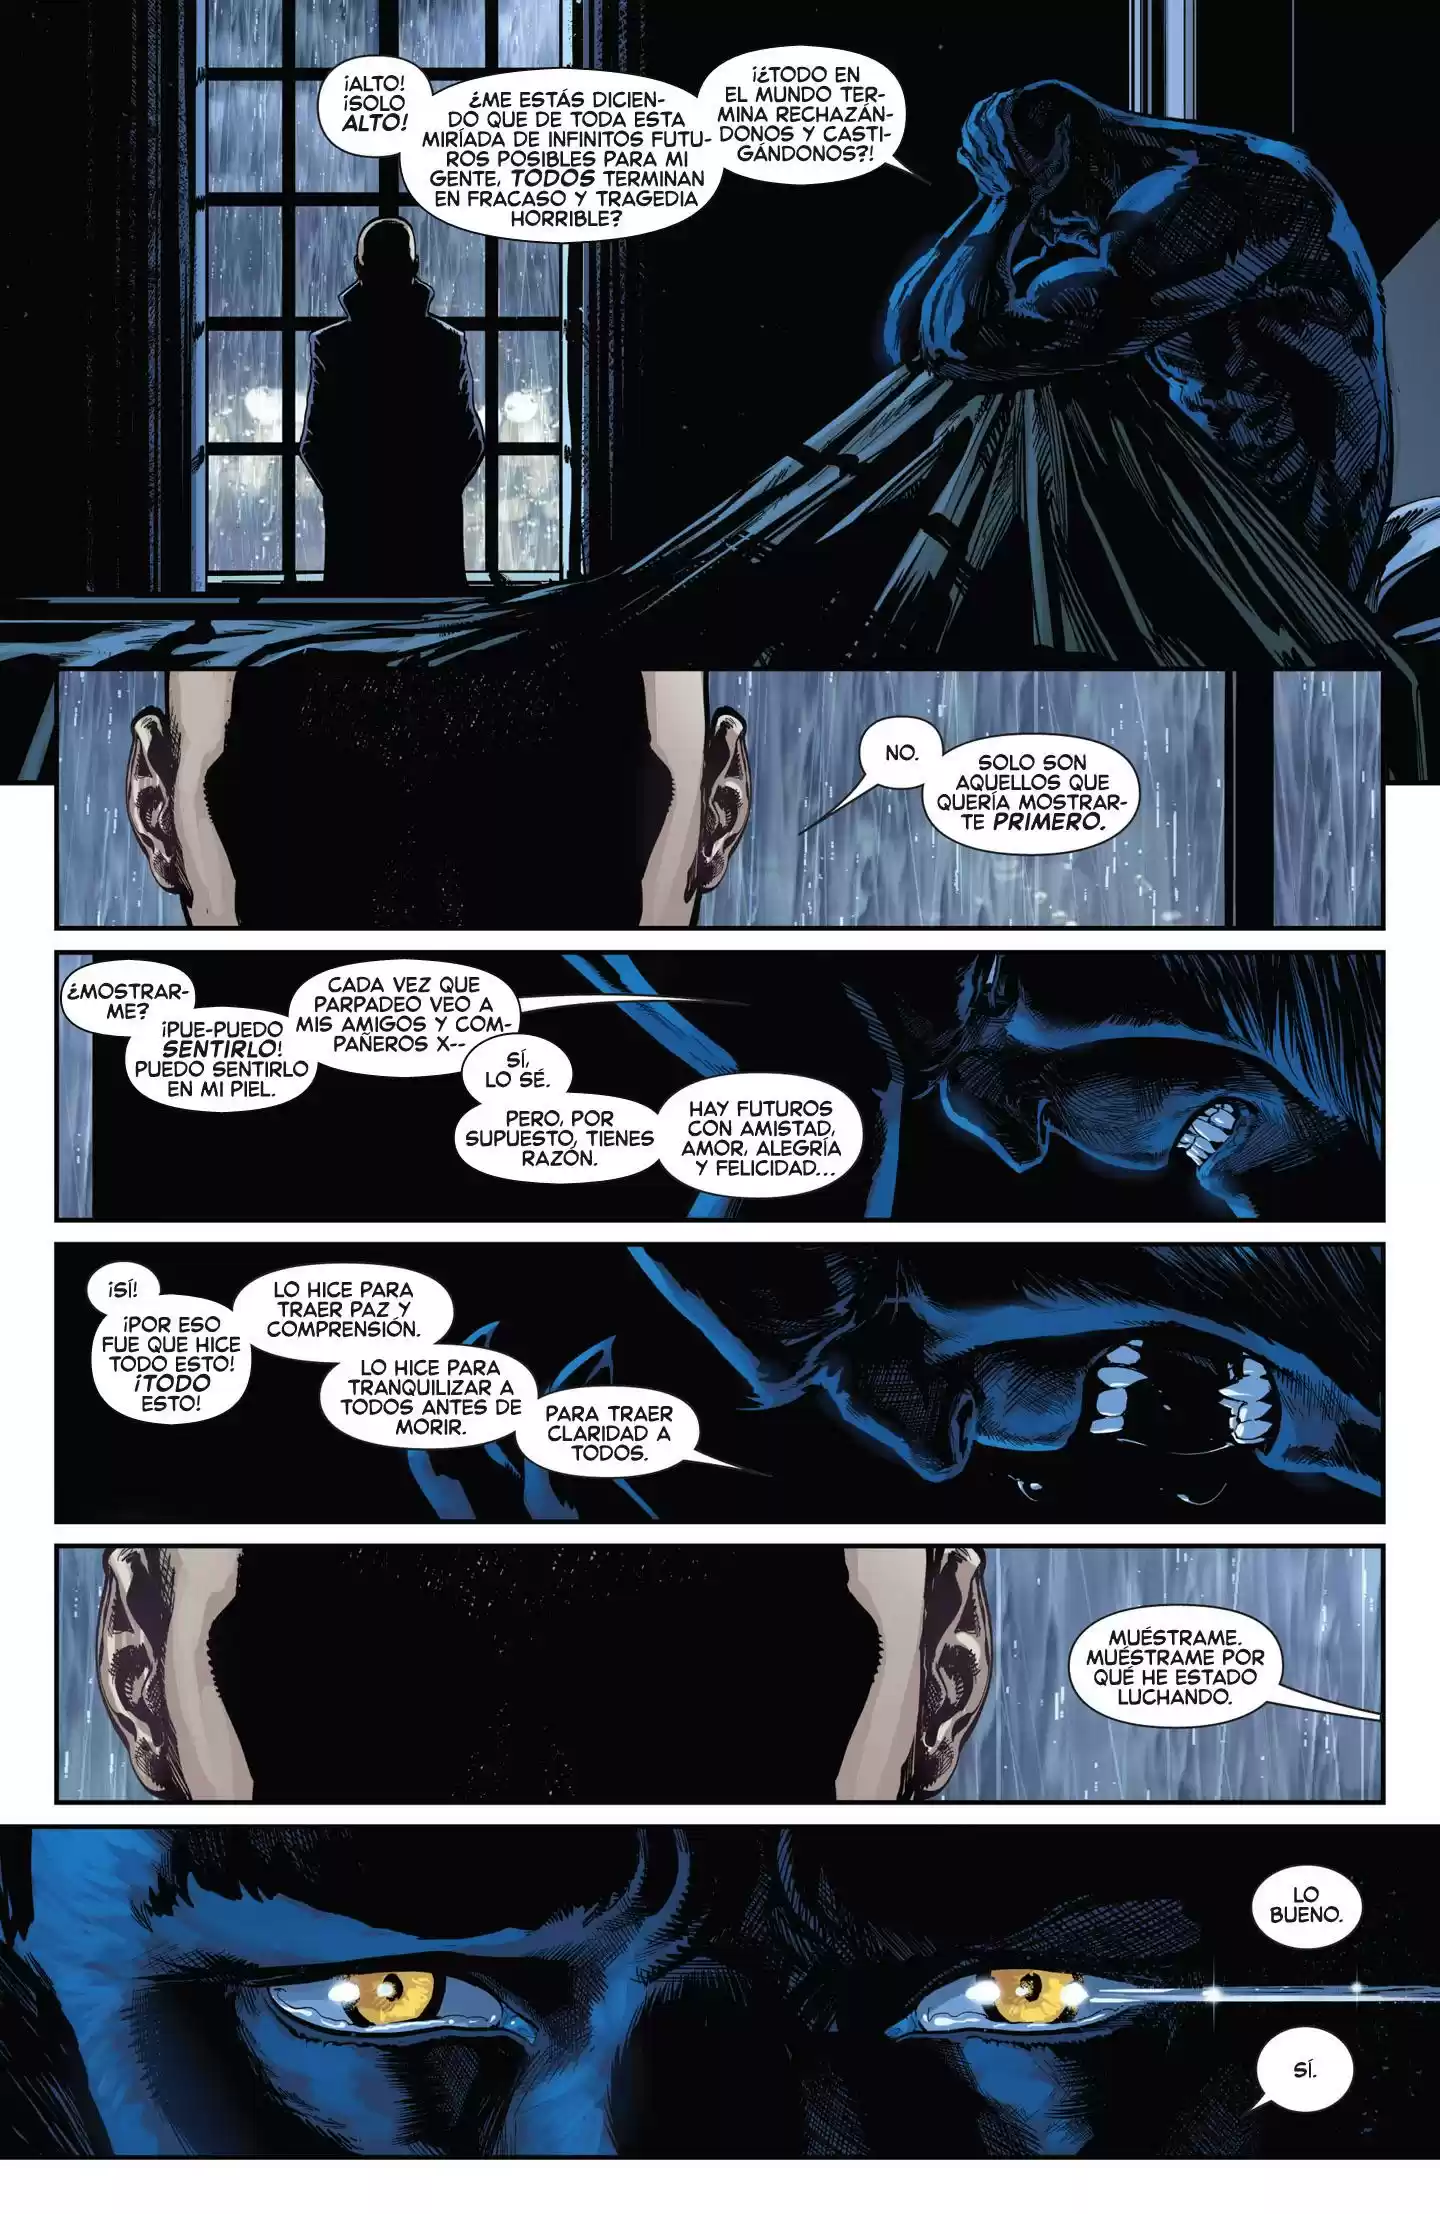 ¡ALTO!
¡SOLO
ALTO!
¿ME ESTÁS DICIEN-
DO QUE DE TODA ESTA
MIRÍADA DE INFINITOS FUTU-
ROS POSIBLES PARA MI
GENTE, TODOS TERMINAN
EN FRACASO Y TRAGEDIA
HORRIBLE?
¡¿TODO EN
EL MUNDO TER-
MINA RECHAZÁN-
DONOS Y CASTI-
GÁNDONOS?!
NO.
SOLO SON
AQUELLOS QUE
QUERÍA MOSTRAR-
TE PRIMERO.
¿MOSTRAR-
ME?
¡PUE-PUEDO
SENTIRLO!
PUEDO SENTIRLO
EN MI PIEL.
CADA VEZ QUE
PARPADEO VEO A
MIS AMIGOS Y COM-
PAÑEROS X--
SÍ,
LO SÉ.
PERO, POR
SUPUESTO, TIENES
RAZÓN.
HAY FUTUROS
CON AMISTAD,
AMOR, ALEGRÍA
Y FELICIDAD...
¡SÍ!
¡POR ESO
FUE QUE HICE
TODO ESTO!
¡TODO
ESTO!
LO HICE PARA
TRAER PAZ Y
COMPRENSIÓN.
LO HICE PARA
TRANQUILIZAR A
TODOS ANTES DE
MORIR.
PARA TRAER
CLARIDAD A
TODOS.
MUÉSTRAME.
MUÉSTRAME POR
QUÉ HE ESTADO
LUCHANDO.
LO
BUENO.
SÍ.